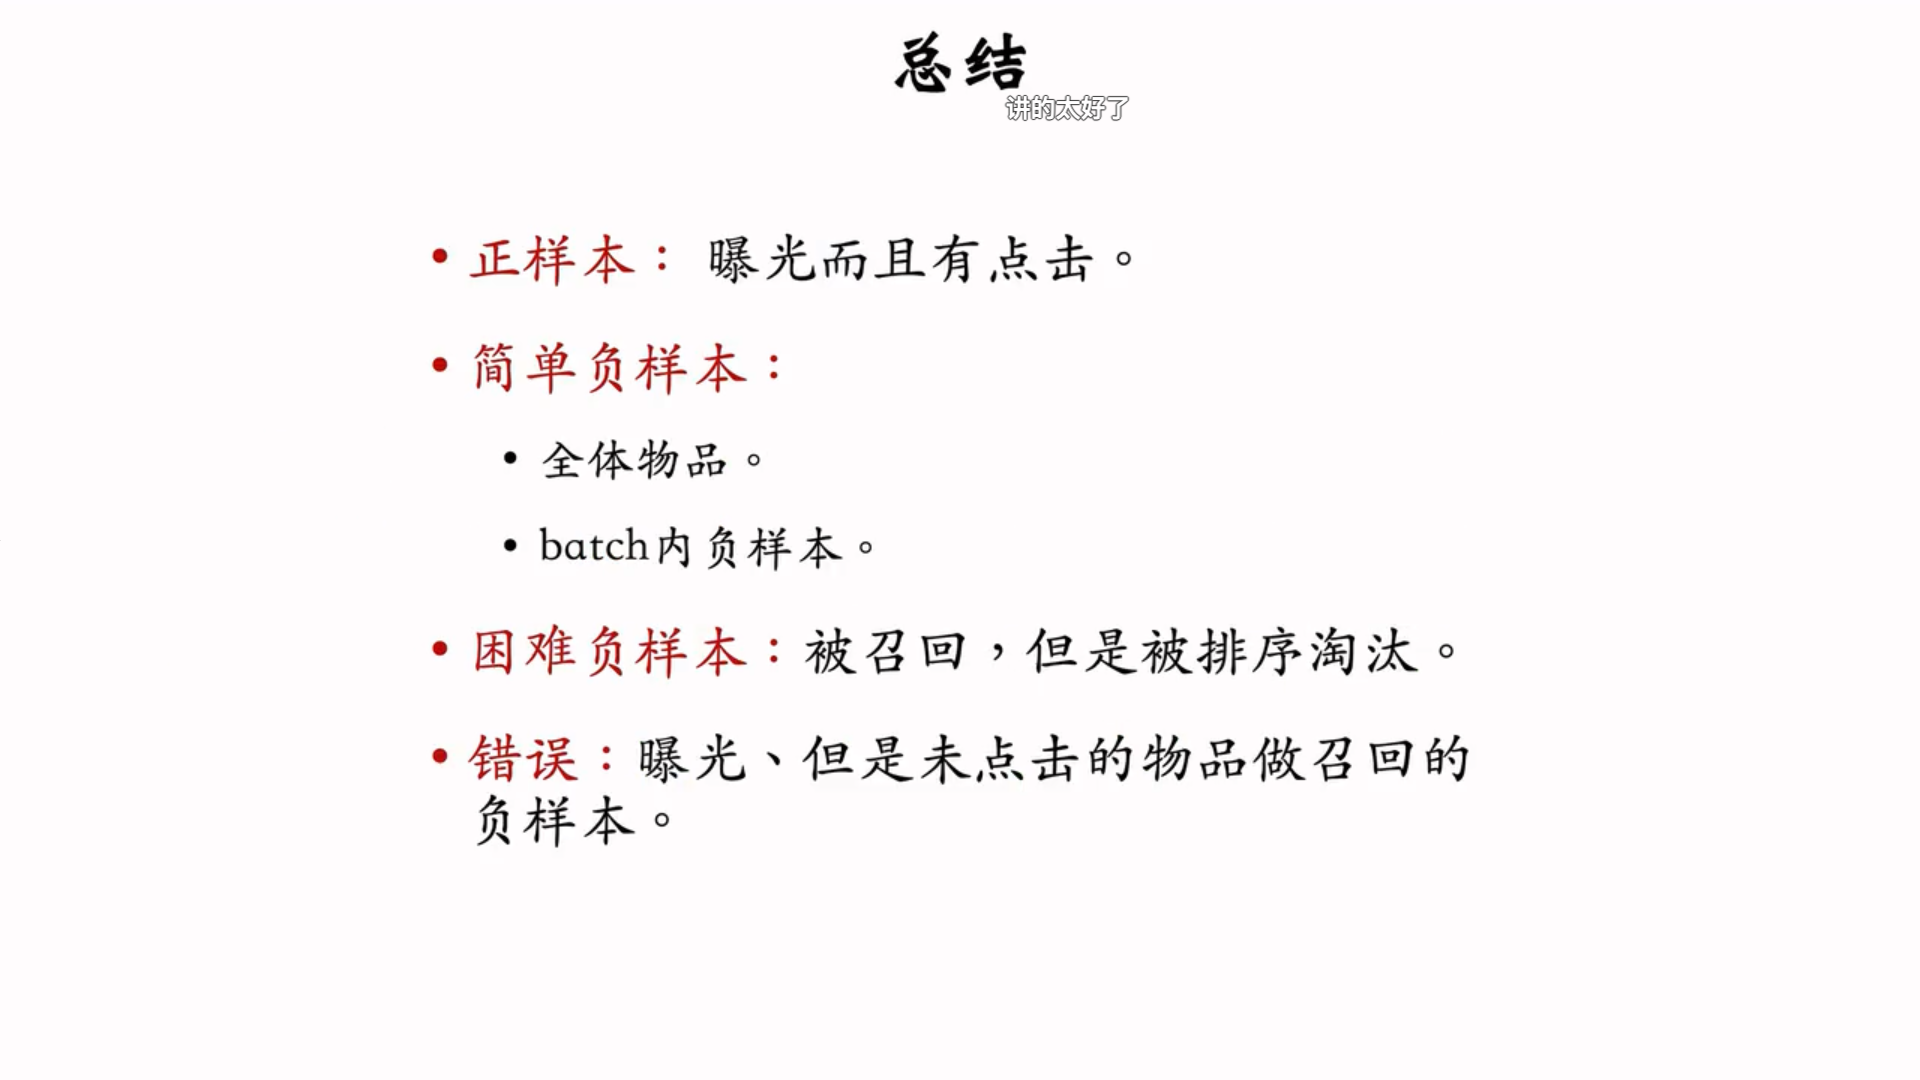 总结
讲的太好了
• 正样本： 曝光而且有点击。
• 简单负样本：
• 全体物品。
• batch内负样本。
• 困难负样本：被召回，但是被排序淘汰。
• 错误：曝光、但是未点击的物品做召回的
负样本。